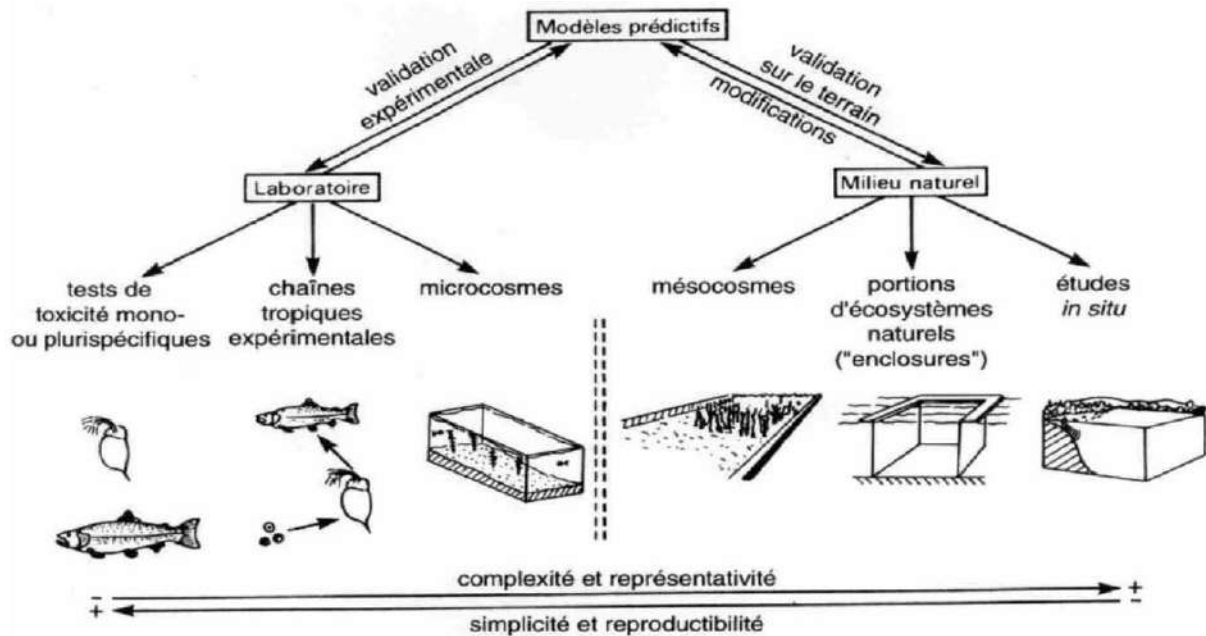 Modèles prédictifs
validation
expérimentale
validation
sur le terrain
modifications
Laboratoire
Milieu naturel
tests de
toxicité mono-
ou plurispécifiques
chaînes
tropiques
expérimentales
microcosmes
mésocosmes
portions
d'écosystèmes
naturels
("enclosures")
études
in situ
complexité et représentativité
- +
+ -
simplicité et reproductibilité